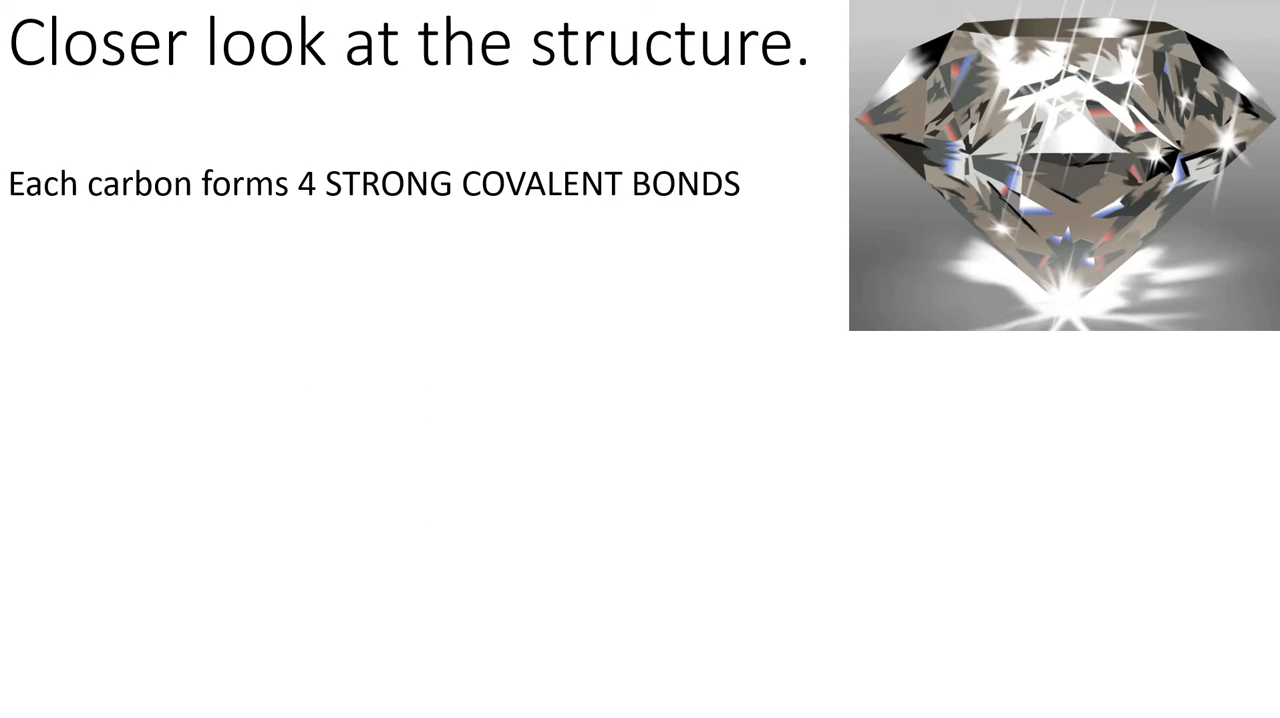 Closer look at the structure.
Each carbon forms 4 STRONG COVALENT BONDS